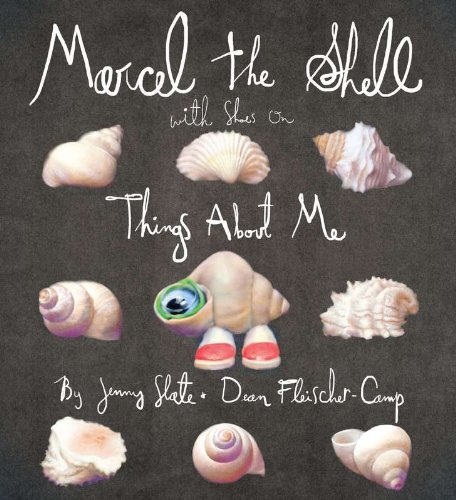 Marcel the Shell
with Shoes On
Things About Me
By Jenny Slate + Dean Fleischer-Camp